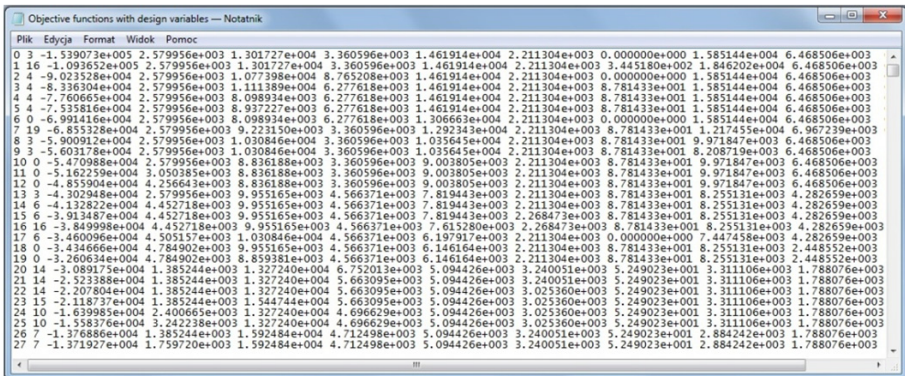 Objective functions with design variables — Notatnik
Plik Edycja Format Widok Pomoc
0 3 -1.539073e+005 2.579956e+003 1.301727e+004 3.360596e+003 1.461914e+004 2.211304e+003 0.000000e+000 1.585144e+004 6.468506e+003
1 16 -1.093652e+005 2.579956e+003 1.301727e+004 3.360596e+003 1.461914e+004 2.211304e+003 3.445180e+002 1.846202e+004 6.468506e+003
2 4 -9.023528e+004 2.579956e+003 1.077398e+004 8.765208e+003 1.461914e+004 2.211304e+003 0.000000e+000 1.585144e+004 6.468506e+003
3 4 -8.336304e+004 2.579956e+003 1.111389e+004 6.277618e+003 1.461914e+004 2.211304e+003 8.781433e+001 1.585144e+004 6.468506e+003
4 4 -7.760665e+004 2.579956e+003 8.098934e+003 6.277618e+003 1.461914e+004 2.211304e+003 8.781433e+001 1.585144e+004 6.468506e+003
5 4 -7.533816e+004 2.579956e+003 8.937227e+003 6.277618e+003 1.461914e+004 2.211304e+003 8.781433e+001 1.585144e+004 6.468506e+003
6 0 -6.991416e+004 2.579956e+003 8.098934e+003 6.277618e+003 1.306663e+004 2.211304e+003 0.000000e+000 1.585144e+004 6.468506e+003
7 19 -6.855328e+004 2.579956e+003 9.223150e+003 3.360596e+003 1.292343e+004 2.211304e+003 8.781433e+001 1.217455e+004 6.967239e+003
8 3 -5.900912e+004 2.579956e+003 1.030846e+004 3.360596e+003 1.035645e+004 2.211304e+003 8.781433e+001 9.971847e+003 6.468506e+003
9 3 -5.603178e+004 2.579956e+003 1.030846e+004 3.360596e+003 1.035645e+004 2.211304e+003 8.781433e+001 8.208719e+003 6.468506e+003
10 0 -5.470988e+004 2.579956e+003 8.836188e+003 3.360596e+003 9.003805e+003 2.211304e+003 8.781433e+001 9.971847e+003 6.468506e+003
11 0 -5.162259e+004 3.050385e+003 8.836188e+003 3.360596e+003 9.003805e+003 2.211304e+003 8.781433e+001 9.971847e+003 6.468506e+003
12 0 -4.855904e+004 4.256643e+003 8.836188e+003 3.360596e+003 9.003805e+003 2.211304e+003 8.781433e+001 9.971847e+003 6.468506e+003
13 3 -4.302948e+004 2.579956e+003 9.955165e+003 4.566371e+003 7.819443e+003 2.211304e+003 8.781433e+001 8.255131e+003 4.282659e+003
14 6 -4.132822e+004 4.452718e+003 9.955165e+003 4.566371e+003 7.819443e+003 2.211304e+003 8.781433e+001 8.255131e+003 4.282659e+003
15 6 -3.913487e+004 4.452718e+003 9.955165e+003 4.566371e+003 7.819443e+003 2.268473e+003 8.781433e+001 8.255131e+003 4.282659e+003
16 16 -3.849998e+004 4.452718e+003 9.955165e+003 4.566371e+003 7.615280e+003 2.268473e+003 8.781433e+001 8.255131e+003 4.282659e+003
17 6 -3.460096e+004 4.505157e+003 1.030846e+004 4.566371e+003 6.197917e+003 2.211304e+003 0.000000e+000 7.447458e+003 4.282659e+003
18 0 -3.434666e+004 4.784902e+003 9.955165e+003 4.566371e+003 6.146164e+003 2.211304e+003 8.781433e+001 8.255131e+003 2.448552e+003
19 0 -3.260634e+004 4.784902e+003 8.859381e+003 4.566371e+003 6.146164e+003 2.211304e+003 8.781433e+001 8.255131e+003 2.448552e+003
20 14 -3.089175e+004 1.385244e+003 1.327240e+004 6.752013e+003 5.094426e+003 3.240051e+003 5.249023e+001 3.311106e+003 1.788076e+003
21 14 -2.523388e+004 1.385244e+003 1.327240e+004 5.663095e+003 5.094426e+003 3.240051e+003 5.249023e+001 3.311106e+003 1.788076e+003
22 14 -2.207804e+004 1.385244e+003 1.327240e+004 5.663095e+003 5.094426e+003 3.025360e+003 5.249023e+001 3.311106e+003 1.788076e+003
23 15 -2.118737e+004 1.385244e+003 1.544744e+004 5.663095e+003 5.094426e+003 3.025360e+003 5.249023e+001 3.311106e+003 1.788076e+003
24 10 -1.639985e+004 2.400665e+003 1.327240e+004 4.696629e+003 5.094426e+003 3.025360e+003 5.249023e+001 3.311106e+003 1.788076e+003
25 10 -1.558376e+004 3.242238e+003 1.327240e+004 4.696629e+003 5.094426e+003 3.025360e+003 5.249023e+001 3.311106e+003 1.788076e+003
26 7 -1.376886e+004 1.385244e+003 1.592484e+004 4.712498e+003 5.094426e+003 3.240051e+003 5.249023e+001 2.884242e+003 1.788076e+003
27 7 -1.371927e+004 1.759720e+003 1.592484e+004 4.712498e+003 5.094426e+003 3.240051e+003 5.249023e+001 2.884242e+003 1.788076e+003